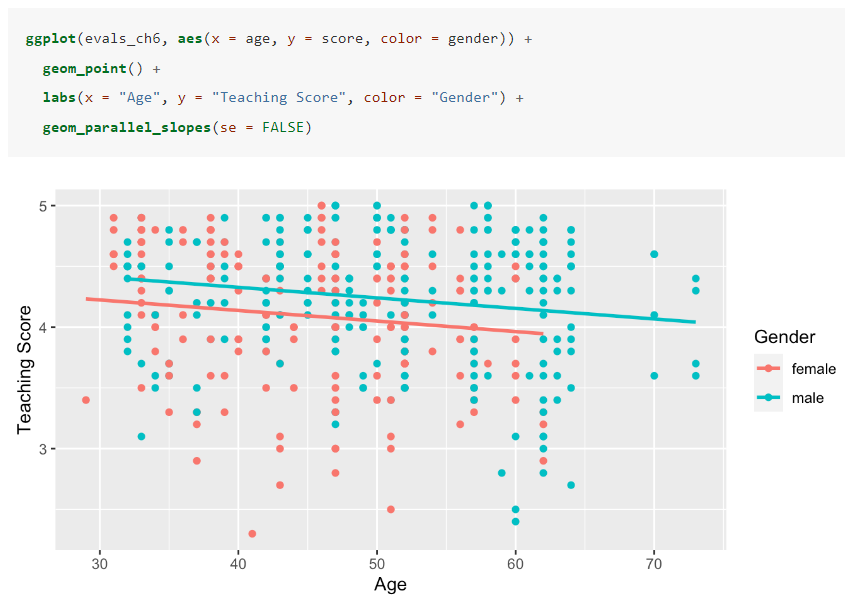 ggplot(evals_ch6, aes(x = age, y = score, color = gender)) +
  geom_point() +
  labs(x = "Age", y = "Teaching Score", color = "Gender") +
  geom_parallel_slopes(se = FALSE)
5
4
3
Teaching Score
30 40 50 60 70
Age
Gender
female
male